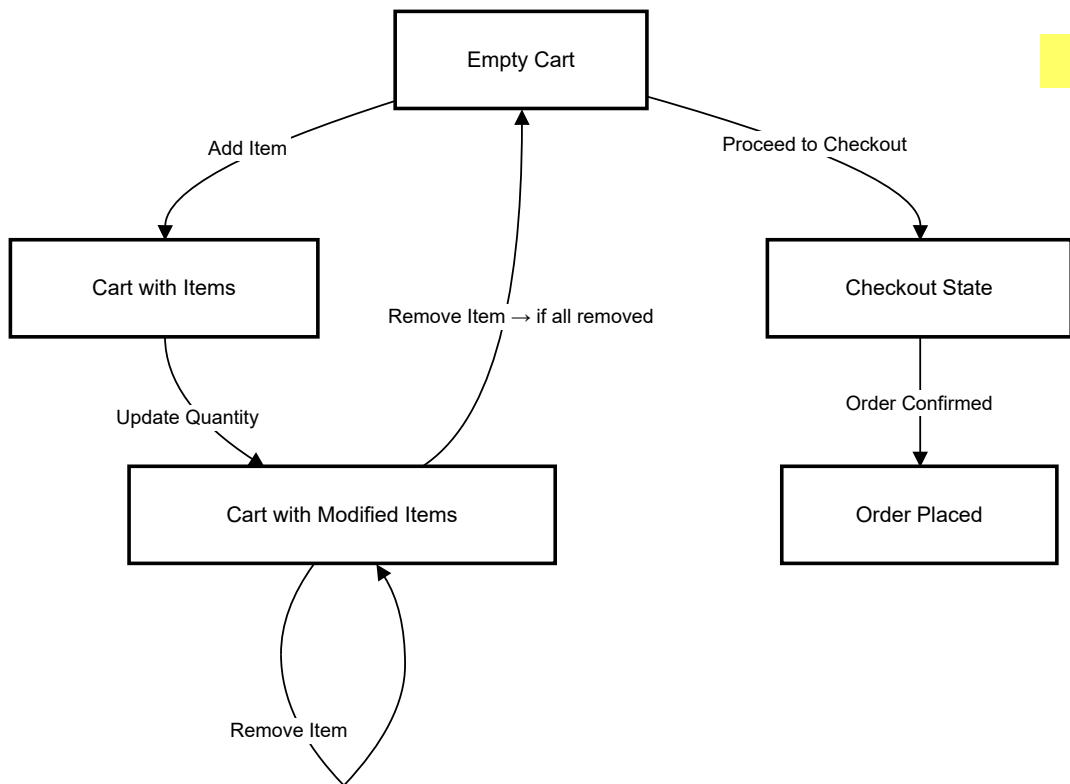 Empty Cart
Add Item
Proceed to Checkout
Cart with Items
Remove Item → if all removed
Checkout State
Update Quantity
Order Confirmed
Cart with Modified Items
Order Placed
Remove Item